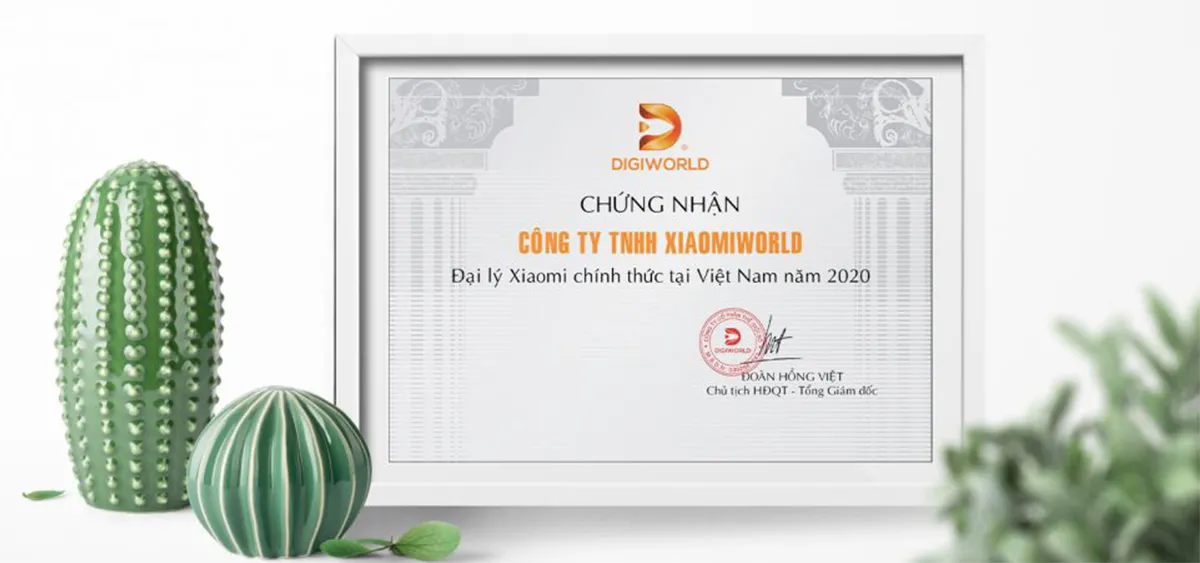 DIGIWORLD
CHỨNG NHẬN
CÔNG TY TNHH XIAOMIWORLD
Đại lý Xiaomi chính thức tại Việt Nam năm 2020
DIGIWORLD
ĐOÀN HỒNG VIỆT
Chủ tịch HĐQT - Tổng Giám đốc